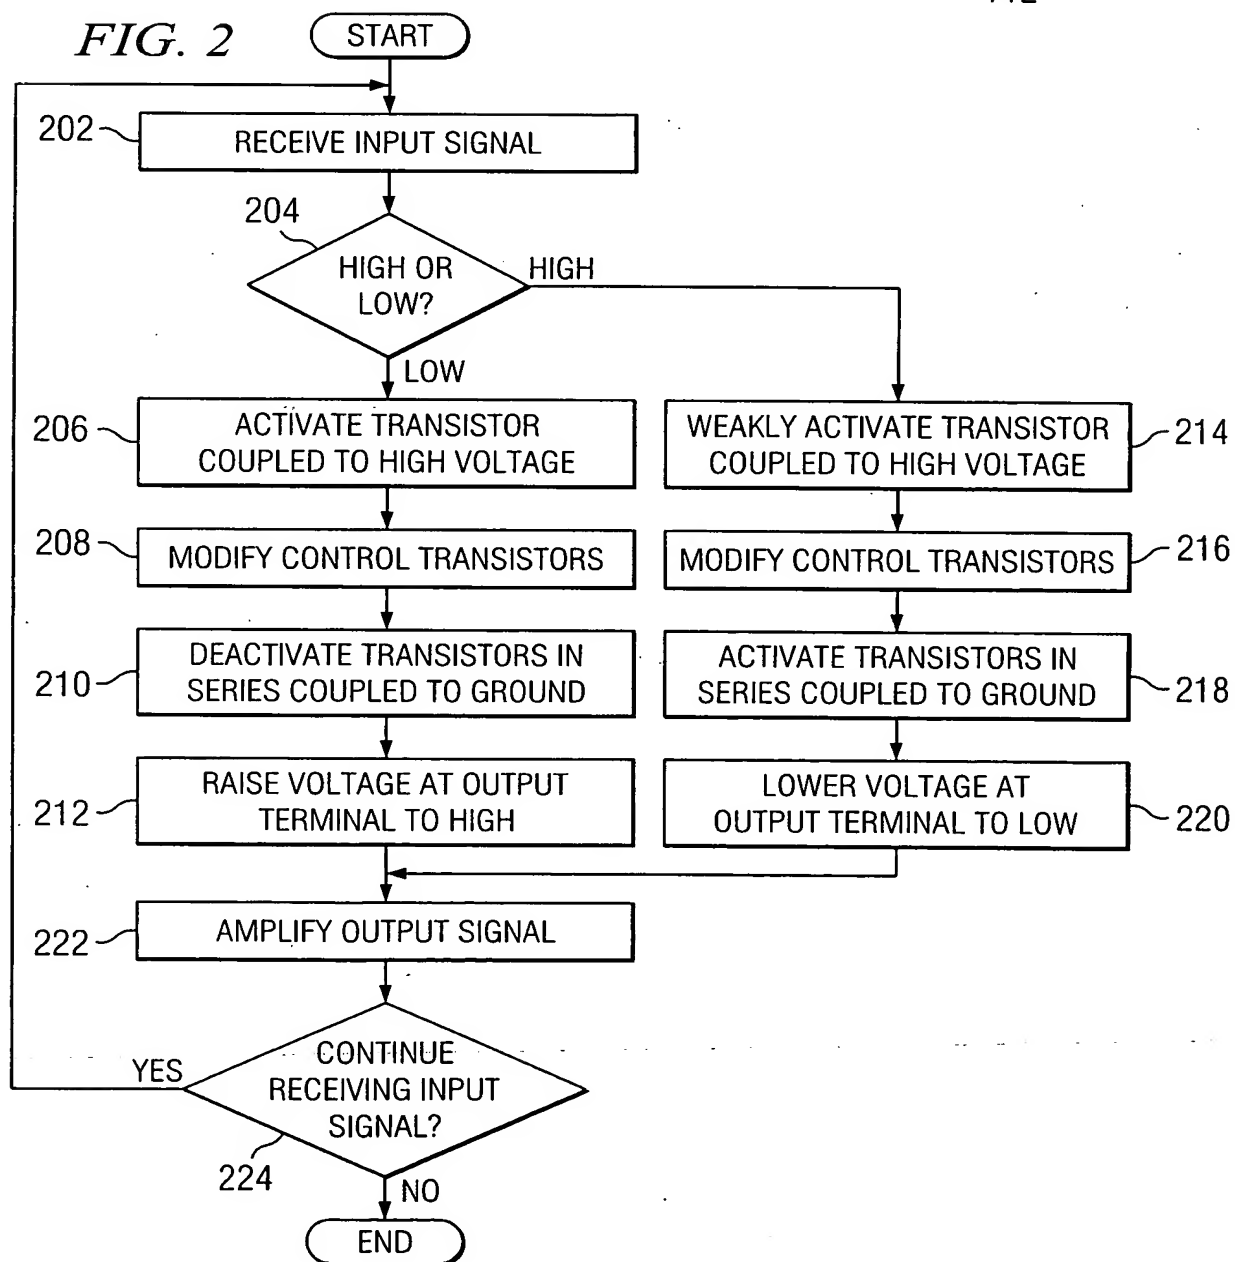 FIG. 2
START
202
RECEIVE INPUT SIGNAL
204
HIGH OR
LOW?
HIGH
LOW
206
ACTIVATE TRANSISTOR
COUPLED TO HIGH VOLTAGE
WEAKLY ACTIVATE TRANSISTOR
COUPLED TO HIGH VOLTAGE
214
208
MODIFY CONTROL TRANSISTORS
MODIFY CONTROL TRANSISTORS
216
210
DEACTIVATE TRANSISTORS IN
SERIES COUPLED TO GROUND
ACTIVATE TRANSISTORS IN
SERIES COUPLED TO GROUND
218
212
RAISE VOLTAGE AT OUTPUT
TERMINAL TO HIGH
LOWER VOLTAGE AT
OUTPUT TERMINAL TO LOW
220
222
AMPLIFY OUTPUT SIGNAL
YES
CONTINUE
RECEIVING INPUT
SIGNAL?
224
NO
END